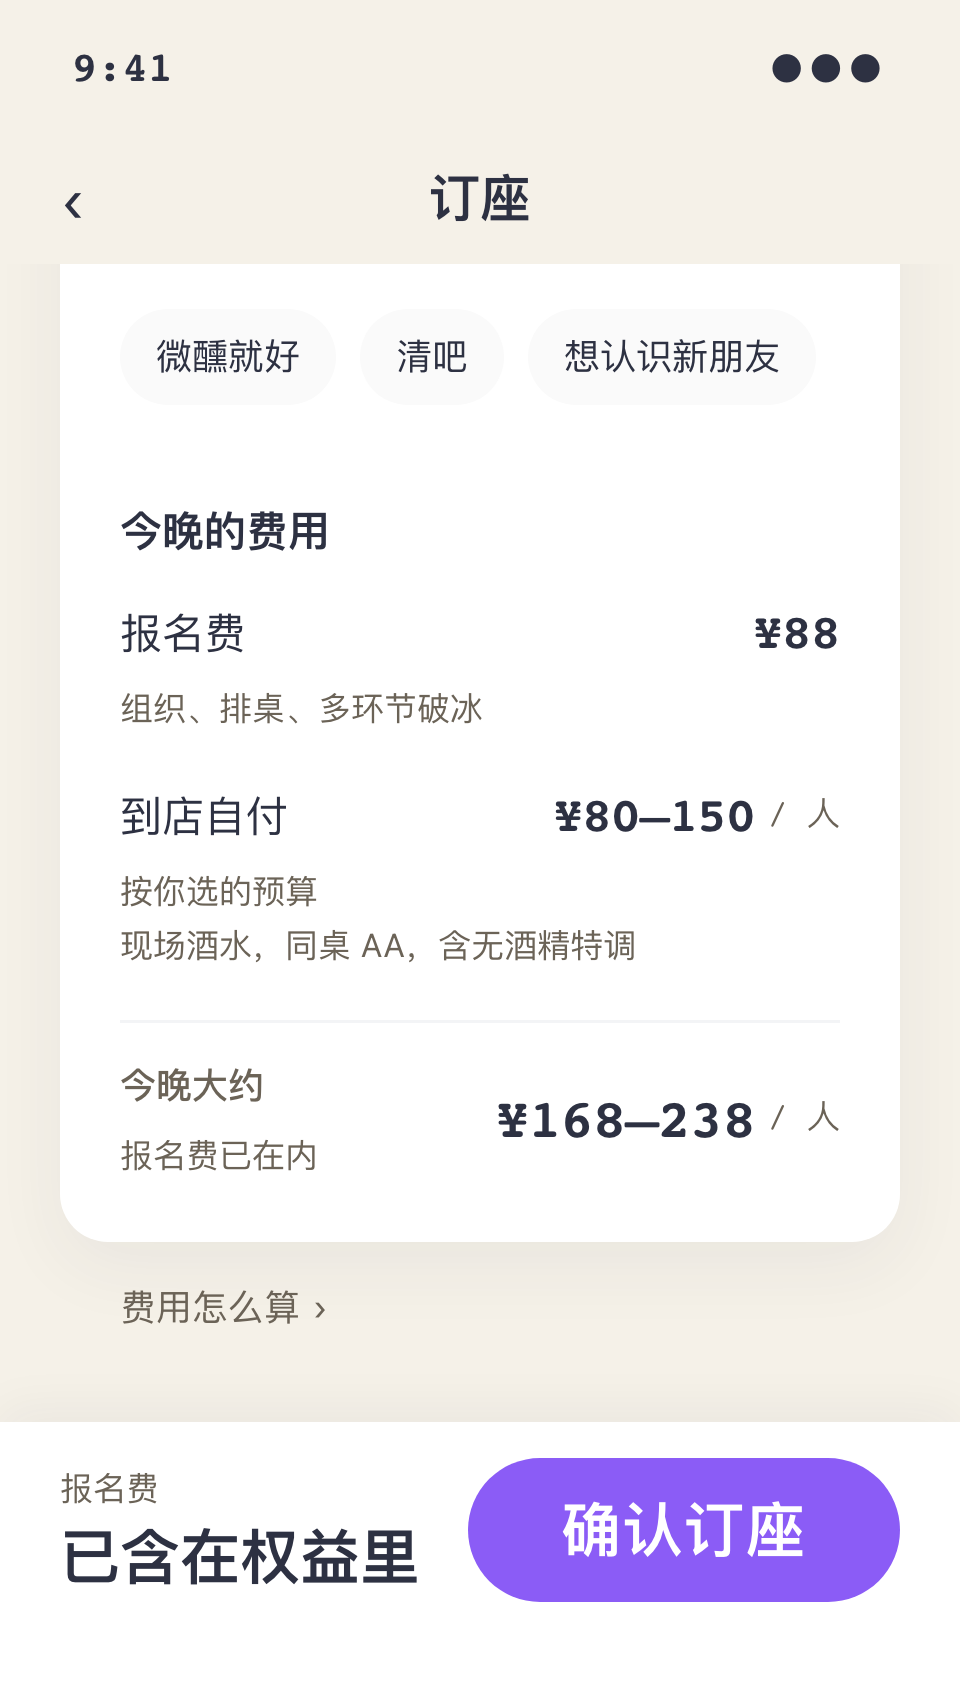 9:41
‹
订座
微醺就好
清吧
想认识新朋友
今晚的费用
报名费
¥88
组织、排桌、多环节破冰
到店自付
¥80—150 / 人
按你选的预算
现场酒水，同桌 AA，含无酒精特调
今晚大约
¥168—238 / 人
报名费已在内
费用怎么算 ›
报名费
已含在权益里
确认订座